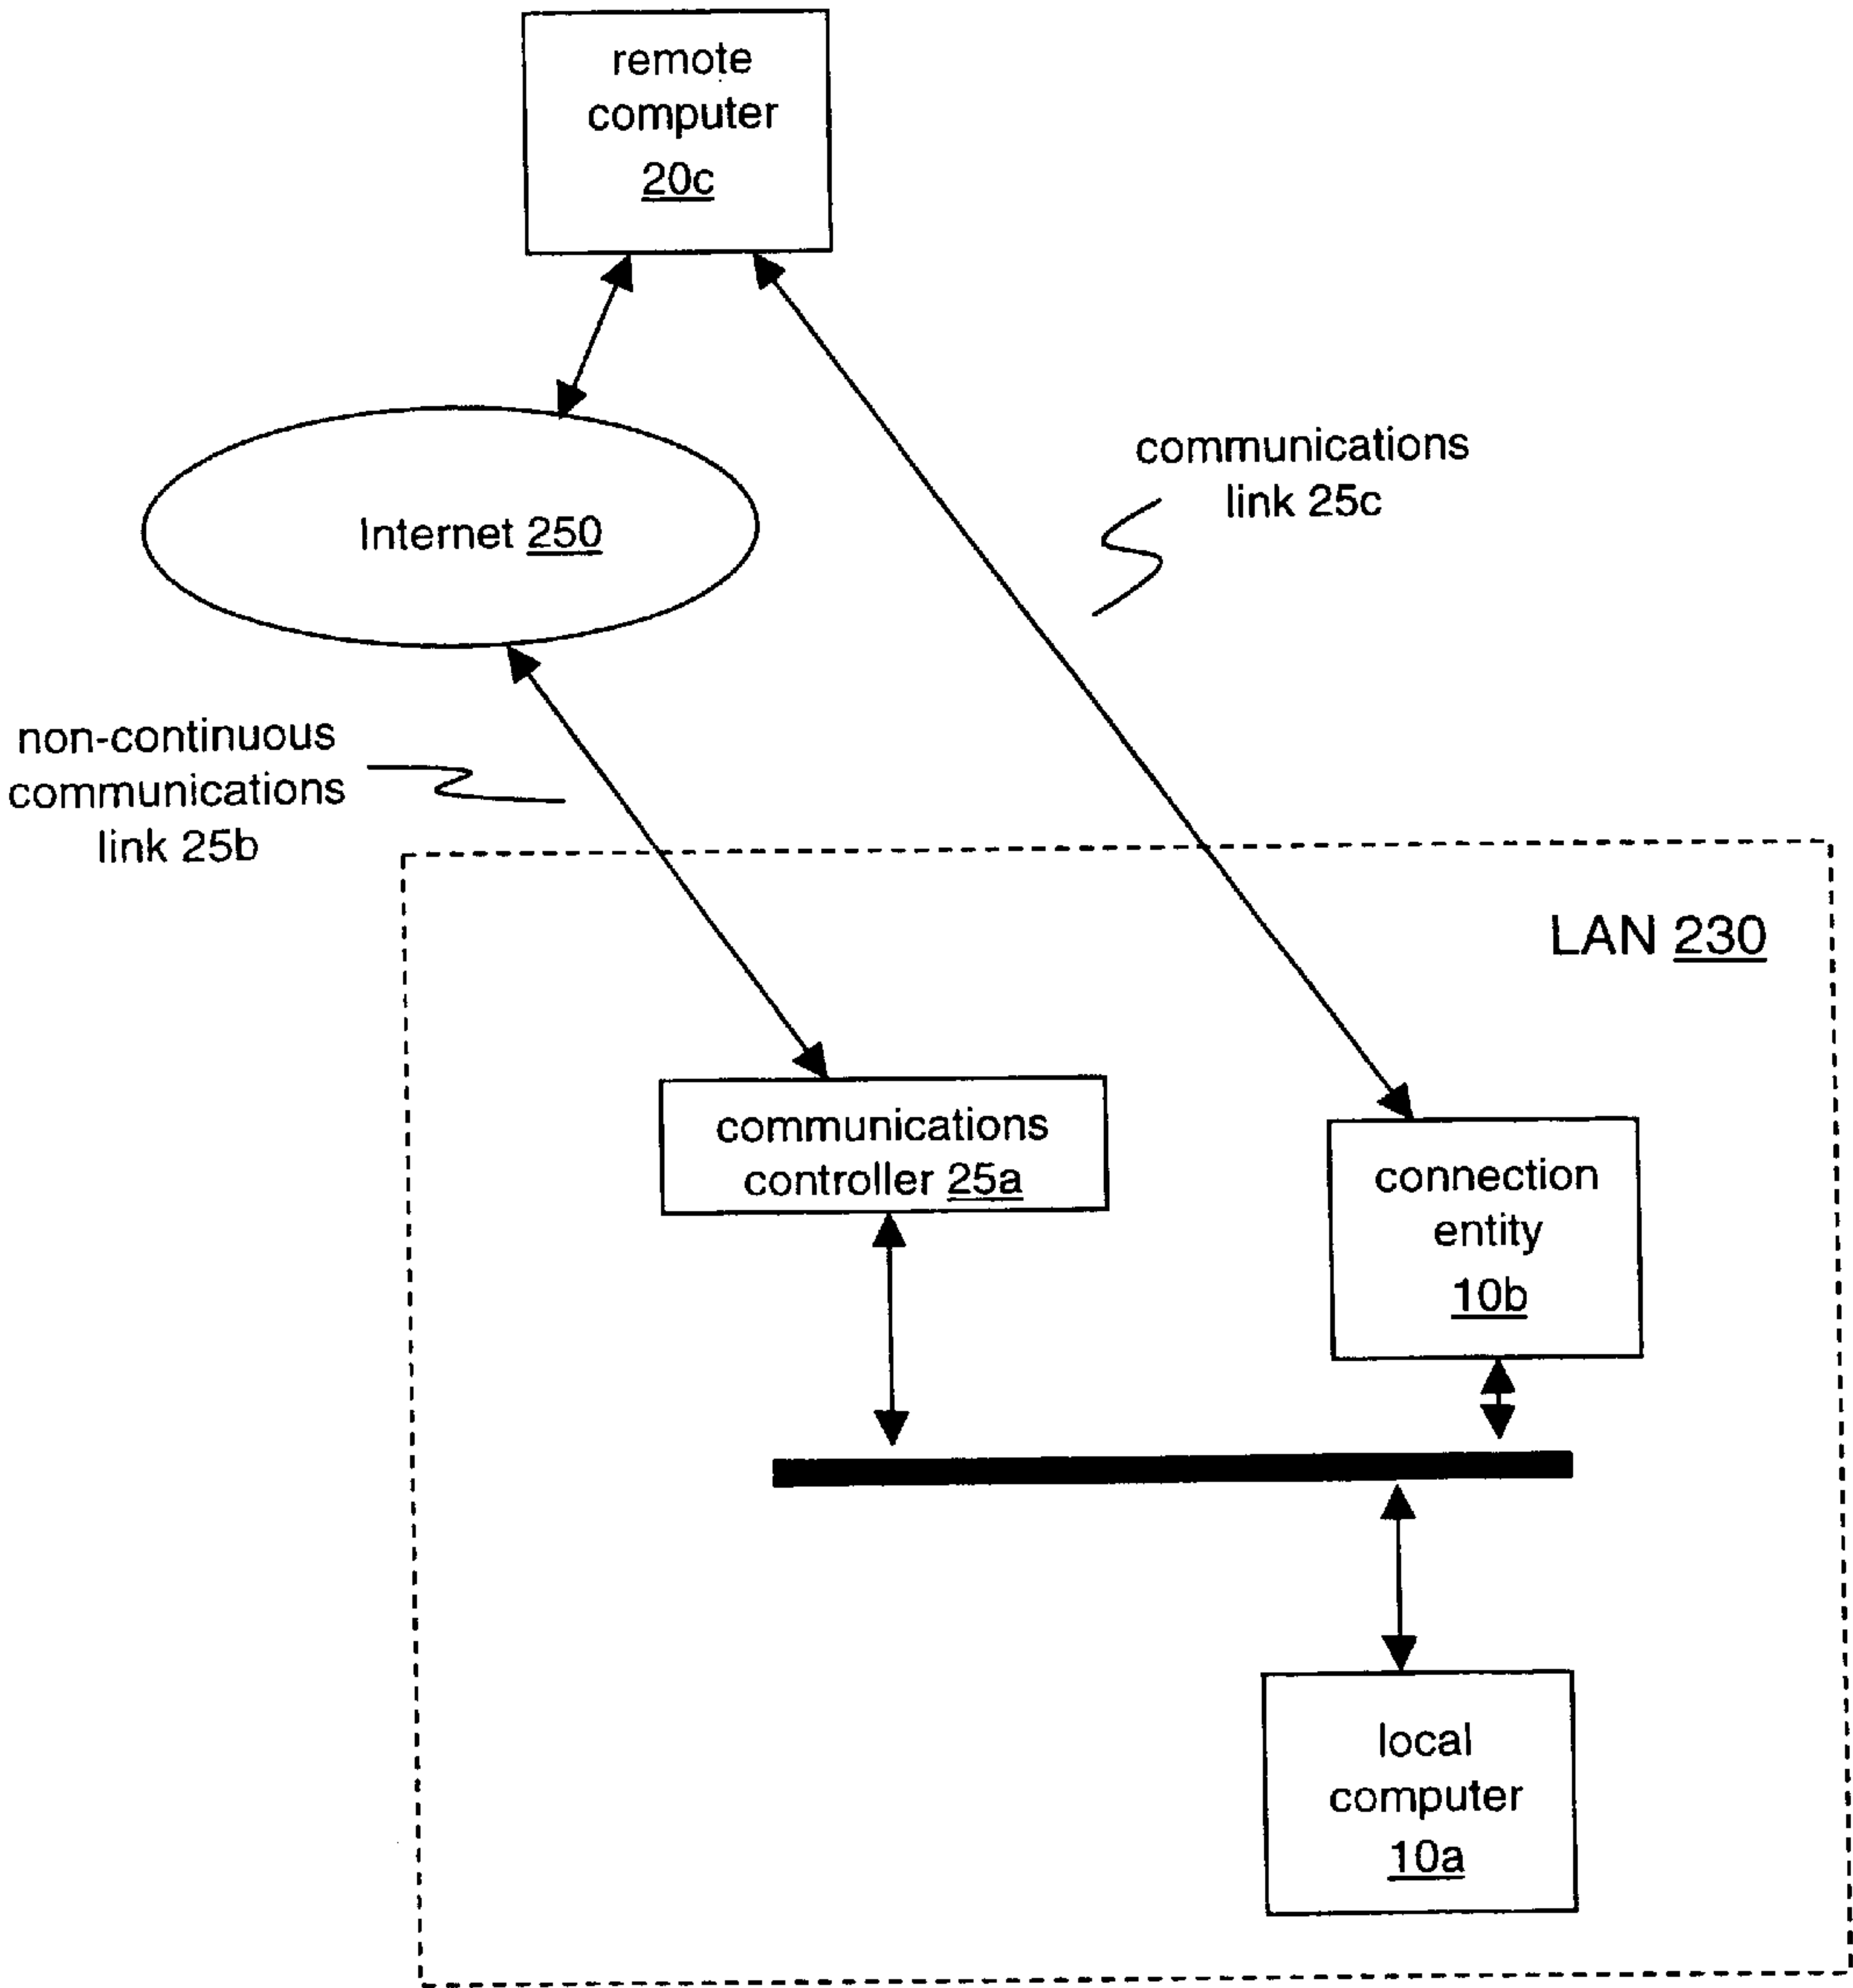 remote
computer
20c
communications
link 25c
Internet 250
non-continuous
communications
link 25b
LAN 230
communications
controller 25a
connection
entity
10b
local
computer
10a